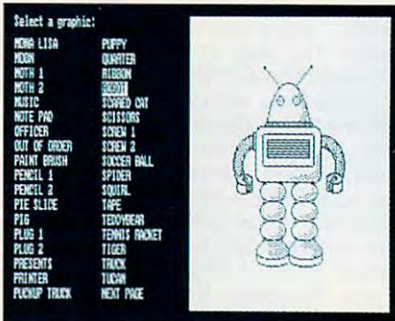 Select a graphic:
MONA LISA
MOON
MOTH 1
MOTH 2
MUSIC
NOTE PAD
OFFICER
OUT OF ORDER
PAINT BRUSH
PENCIL 1
PENCIL 2
PIE SLICE
PIG
PLUG 1
PLUG 2
PRESENTS
PRINTER
PUCKUP TRUCK
PUPPY
QUARTER
RIBBON
ROBOT
SCARED CAT
SCISSORS
SCREW 1
SCREW 2
SOCCER BALL
SPIDER
SQUIRL
TAPE
TEDDYBEAR
TENNIS RACKET
TIGER
TRUCK
TUCAN
NEXT PAGE